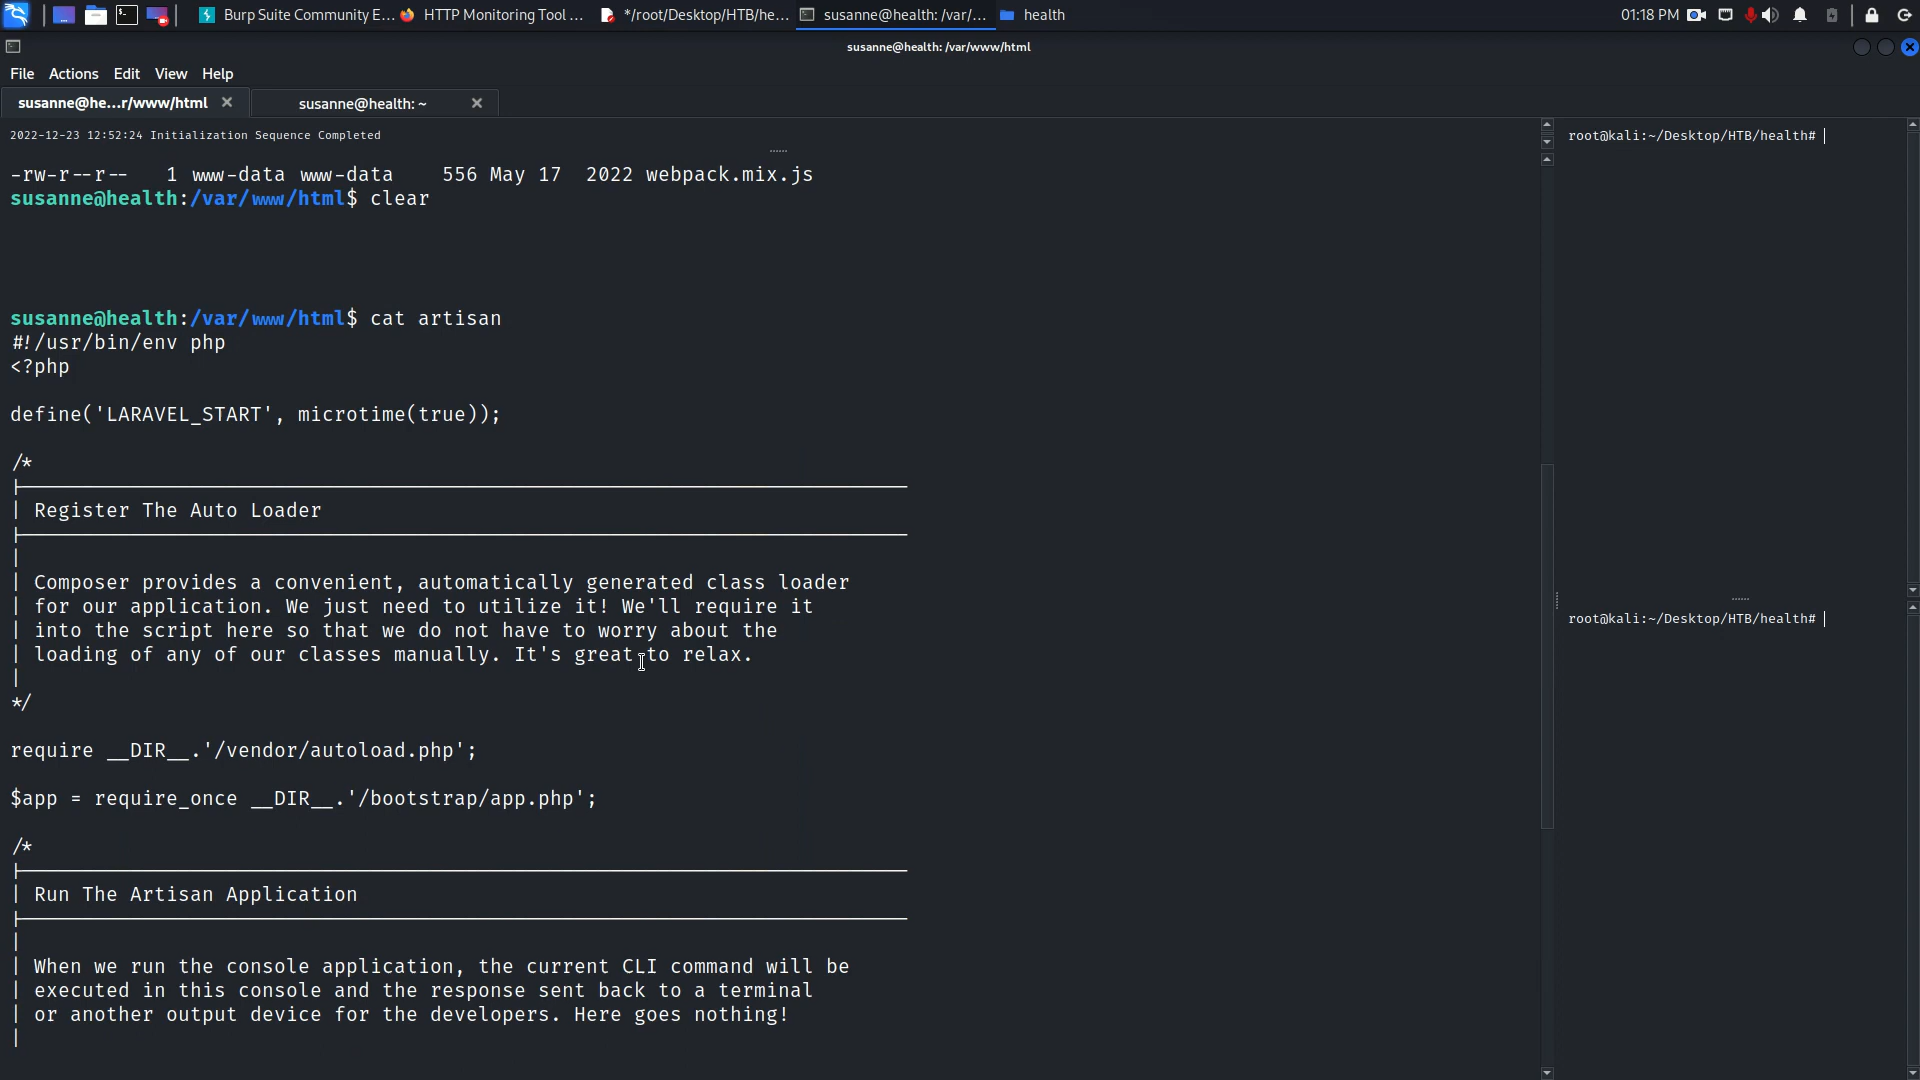 Burp Suite Community E...
HTTP Monitoring Tool ...
*/root/Desktop/HTB/he...
susanne@health: /var/...
health
01:18 PM
susanne@health: /var/www/html
File Actions Edit View Help
susanne@he...r/www/html
susanne@health: ~
2022-12-23 12:52:24 Initialization Sequence Completed
-rw-r--r--   1 www-data www-data    556 May 17  2022 webpack.mix.js
susanne@health:/var/www/html$ clear
susanne@health:/var/www/html$ cat artisan
#!/usr/bin/env php
<?php
define('LARAVEL_START', microtime(true));
/*
| Register The Auto Loader
|
| Composer provides a convenient, automatically generated class loader
| for our application. We just need to utilize it! We'll require it
| into the script here so that we do not have to worry about the
| loading of any of our classes manually. It's great to relax.
|
*/
require __DIR__.'/vendor/autoload.php';
$app = require_once __DIR__.'/bootstrap/app.php';
/*
| Run The Artisan Application
|
| When we run the console application, the current CLI command will be
| executed in this console and the response sent back to a terminal
| or another output device for the developers. Here goes nothing!
|
root@kali:~/Desktop/HTB/health#
root@kali:~/Desktop/HTB/health#